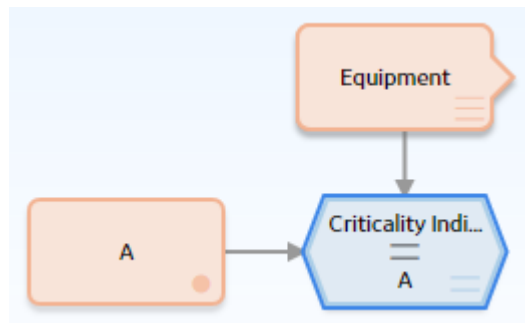 Equipment
A
Criticality Indi...
=
A